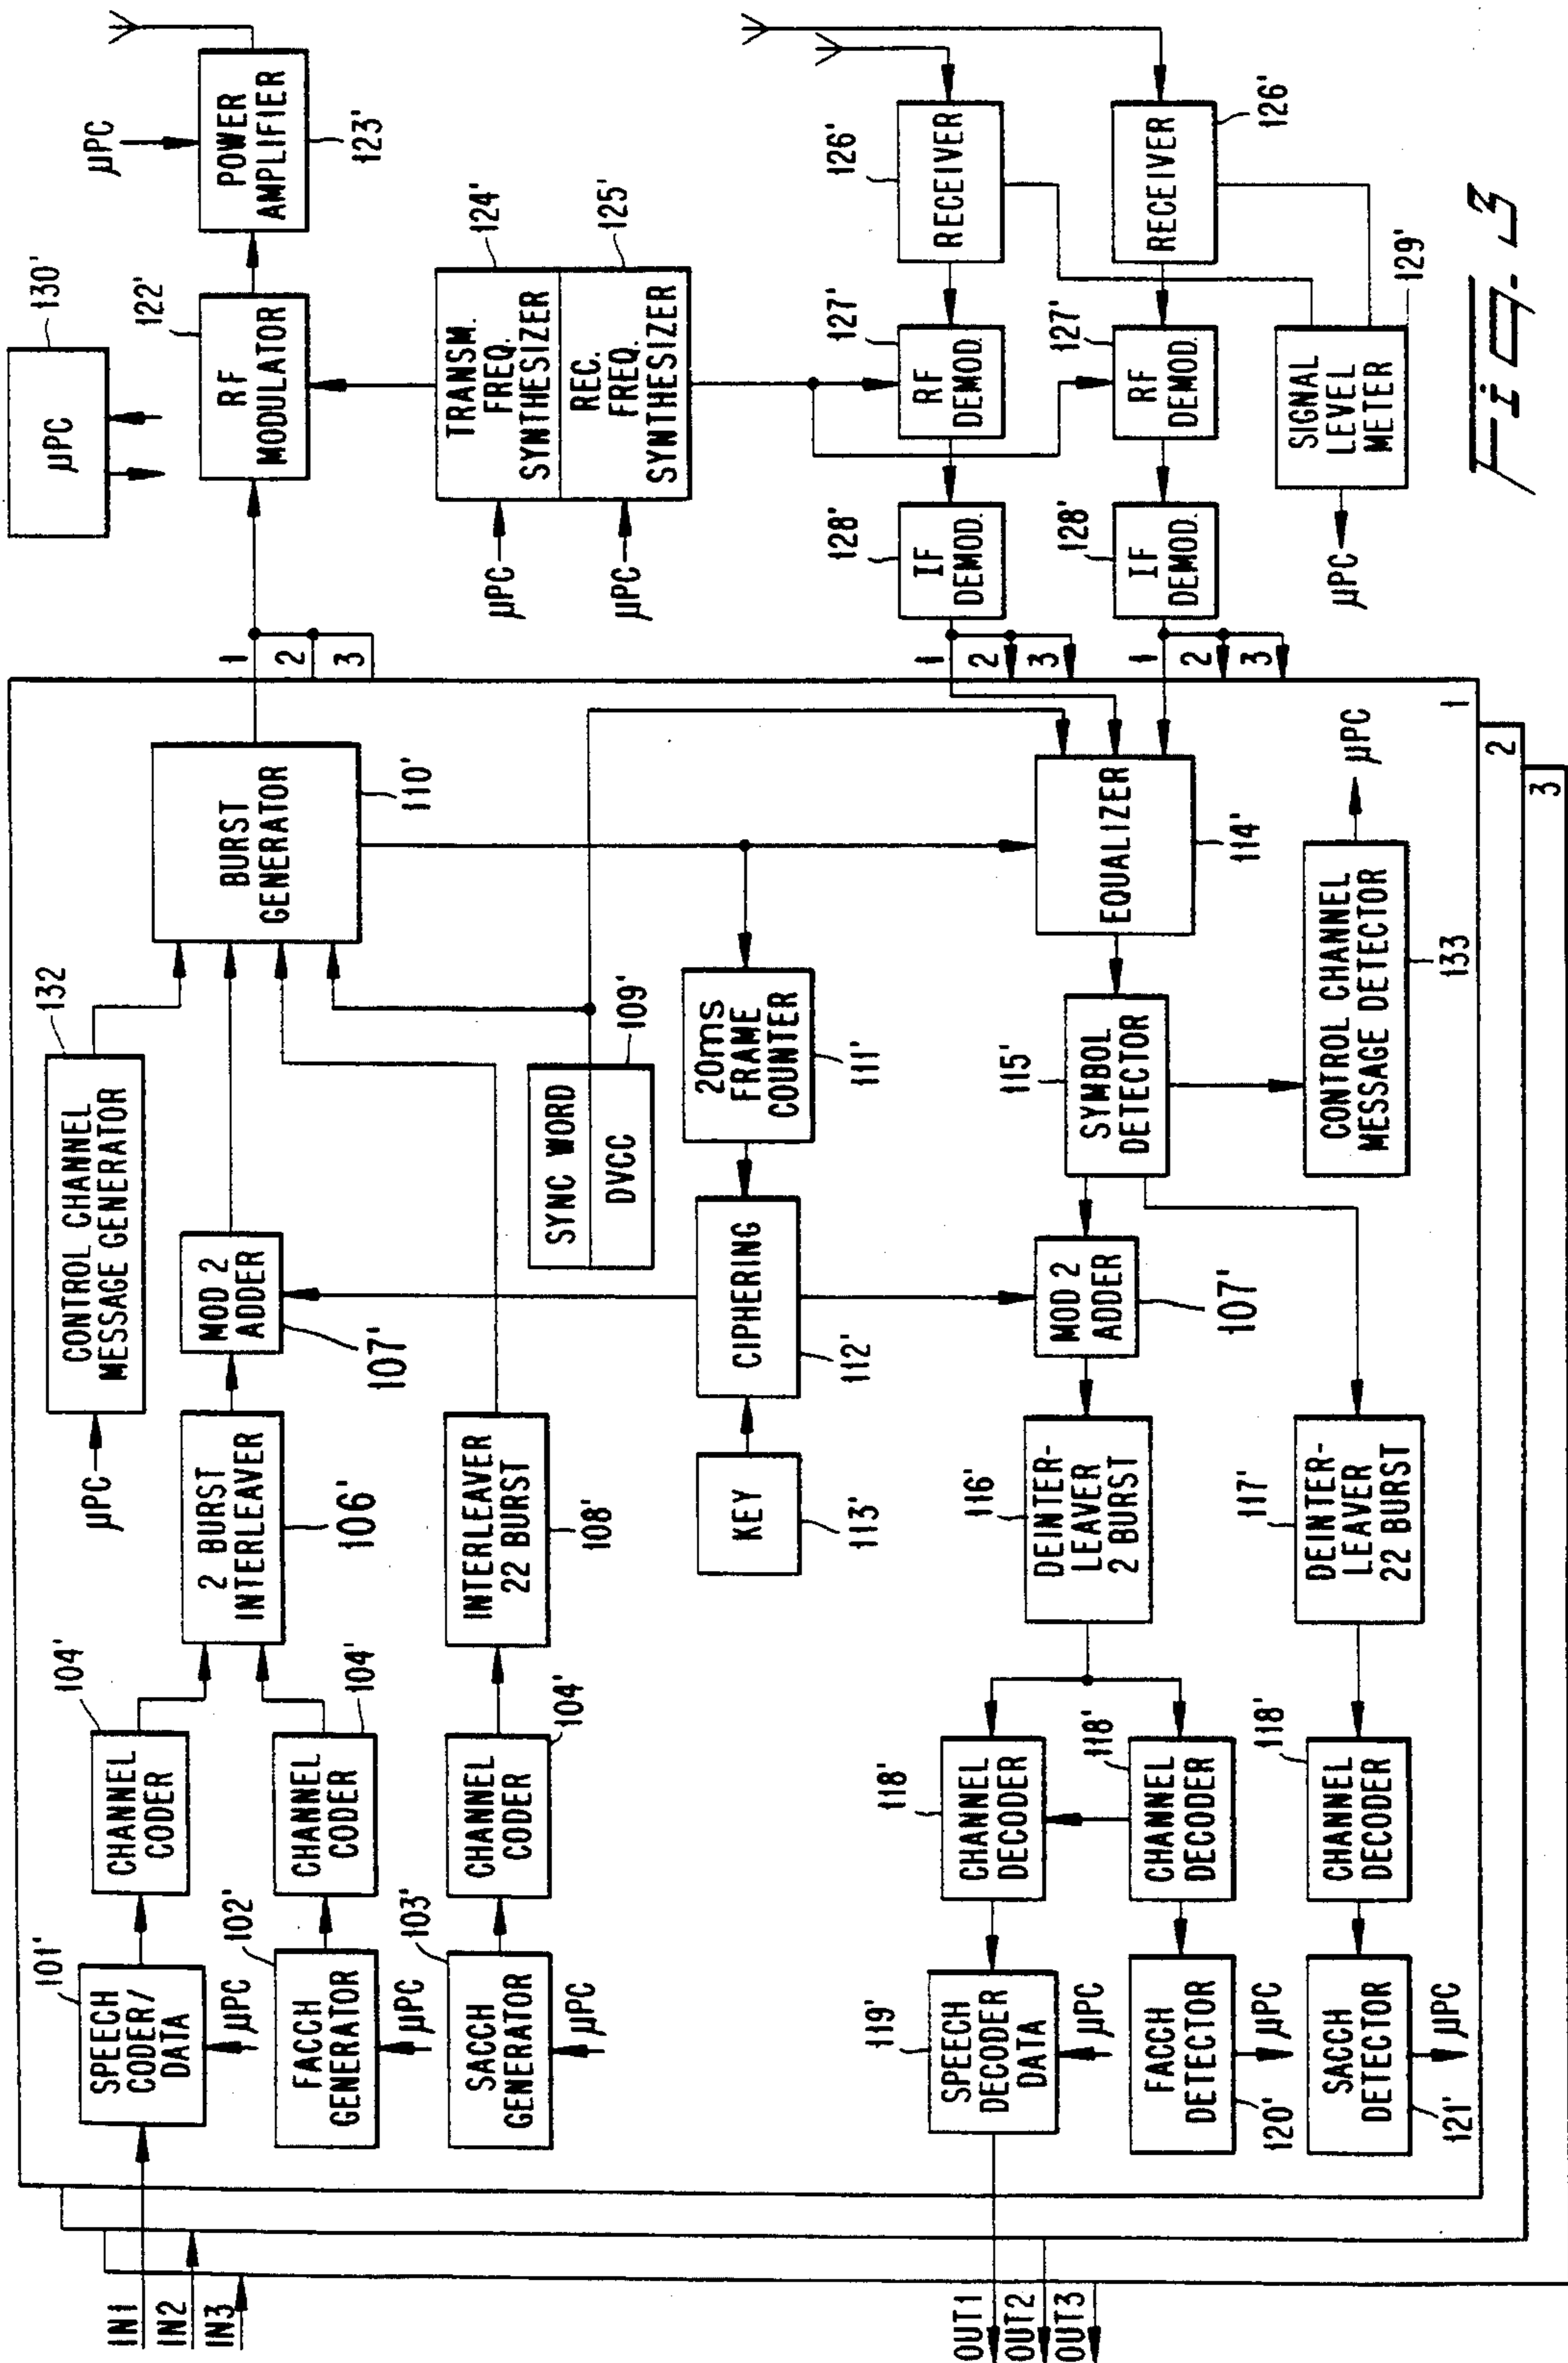 IN1
IN2
IN3
101'
SPEECH
CODER/
DATA
µPC
104'
CHANNEL
CODER
102'
FACCH
GENERATOR
µPC
CHANNEL
CODER
104'
103'
SACCH
GENERATOR
µPC
CHANNEL
CODER
104'
µPC
CONTROL CHANNEL
MESSAGE GENERATOR
132
2 BURST
INTERLEAVER
106'
MOD 2
ADDER
107'
INTERLEAVER
22 BURST
108'
SYNC WORD
DVCC
109'
BURST
GENERATOR
110'
20ms
FRAME
COUNTER
111'
CIPHERING
112'
KEY
113'
1
2
3
µPC
130'
RF
MODULATOR
122'
µPC
POWER
AMPLIFIER
123'
TRANSM.
FREQ.
SYNTHESIZER
124'
REC.
FREQ.
SYNTHESIZER
125'
µPC
µPC
OUT1
OUT2
OUT3
119'
SPEECH
DECODER
DATA
µPC
118'
CHANNEL
DECODER
FACCH
DETECTOR
120'
µPC
118'
CHANNEL
DECODER
SACCH
DETECTOR
121'
µPC
118'
CHANNEL
DECODER
116'
DEINTER-
LEAVER
2 BURST
117'
DEINTER-
LEAVER
22 BURST
MOD 2
ADDER
107'
115'
SYMBOL
DETECTOR
EQUALIZER
114'
CONTROL CHANNEL
MESSAGE DETECTOR
133
µPC
1
2
3
1
2
3
128'
IF
DEMOD.
127'
RF
DEMOD.
126'
RECEIVER
128'
IF
DEMOD.
127'
RF
DEMOD.
RECEIVER
126'
SIGNAL
LEVEL
METER
129'
µPC
1
2
3
Fig. 3